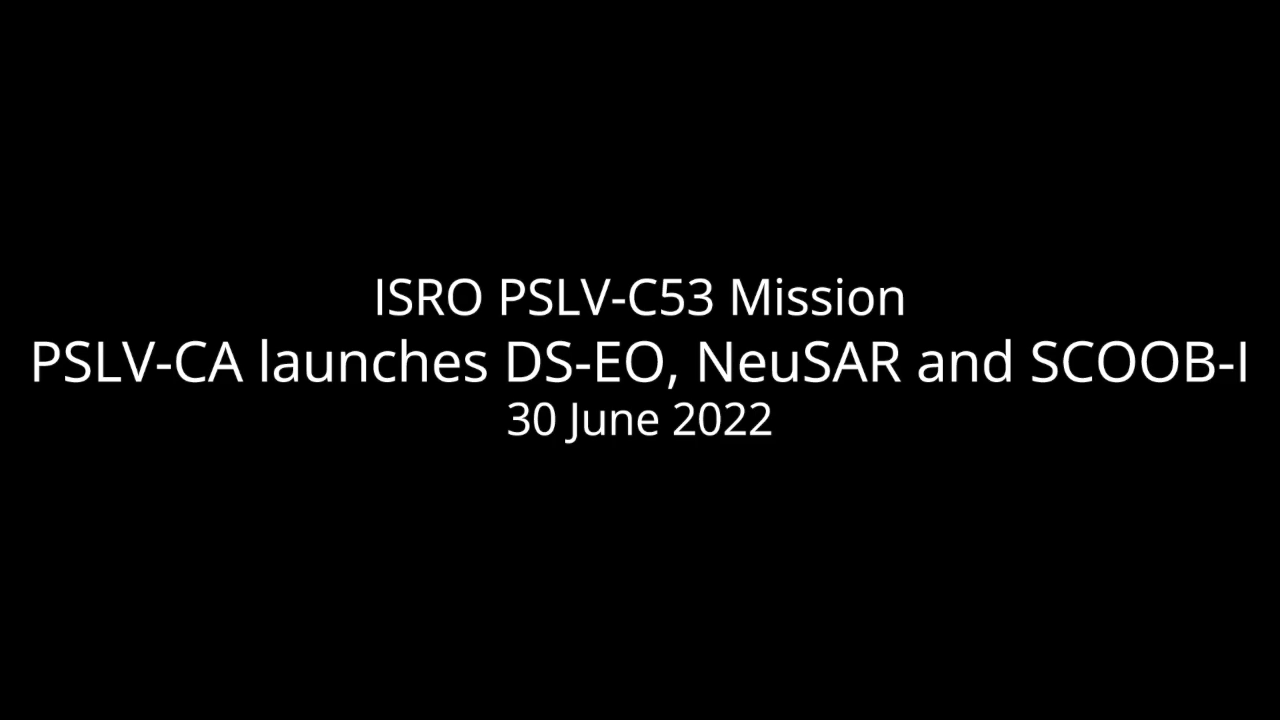 ISRO PSLV-C53 Mission
PSLV-CA launches DS-EO, NeuSAR and SCOOB-I
30 June 2022